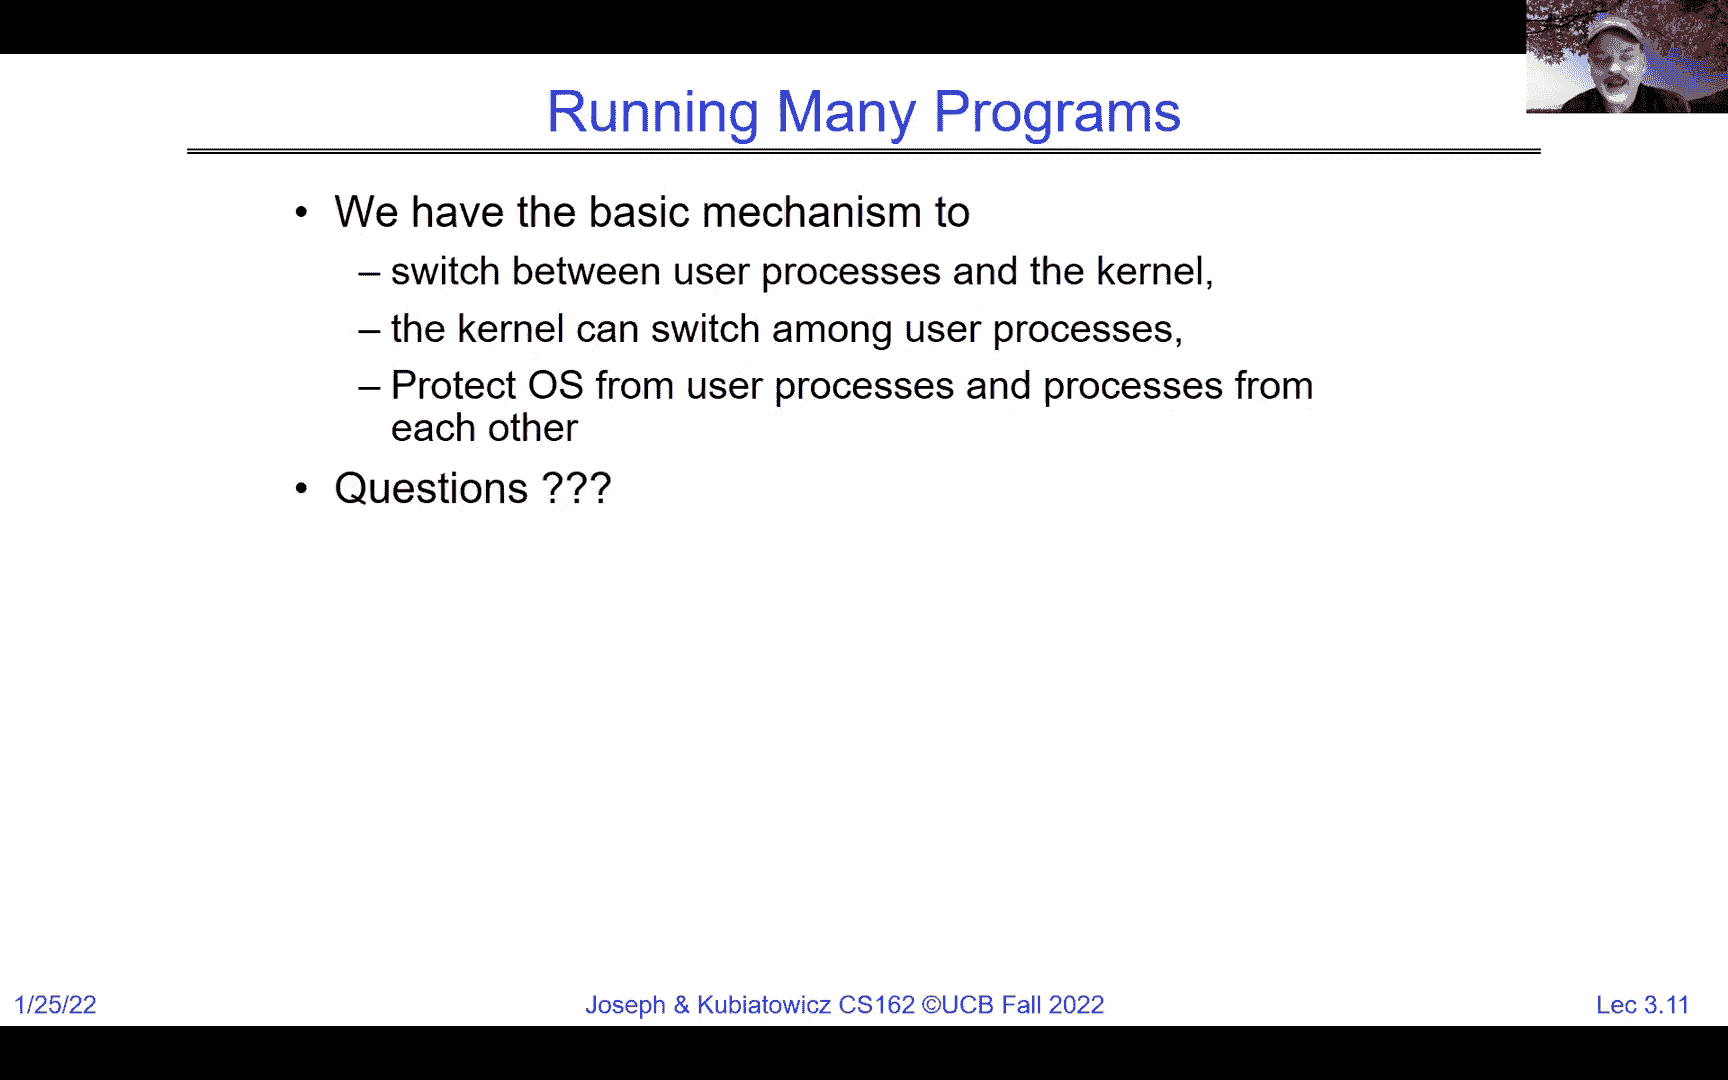 Running Many Programs
• We have the basic mechanism to
– switch between user processes and the kernel,
– the kernel can switch among user processes,
– Protect OS from user processes and processes from
each other
• Questions ???
1/25/22
Joseph & Kubiatowicz CS162 ©UCB Fall 2022
Lec 3.11